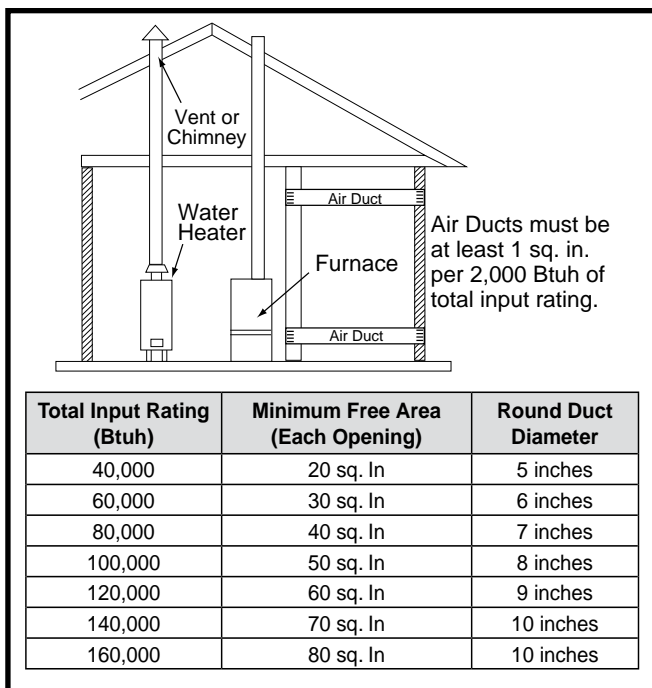 Vent or
Chimney
Air Duct
Water
Heater
Air Ducts must be
at least 1 sq. in.
per 2,000 Btuh of
total input rating.
Furnace
Air Duct
Total Input Rating (Btuh) Minimum Free Area (Each Opening) Round Duct Diameter
40,000 20 sq. In 5 inches
60,000 30 sq. In 6 inches
80,000 40 sq. In 7 inches
100,000 50 sq. In 8 inches
120,000 60 sq. In 9 inches
140,000 70 sq. In 10 inches
160,000 80 sq. In 10 inches